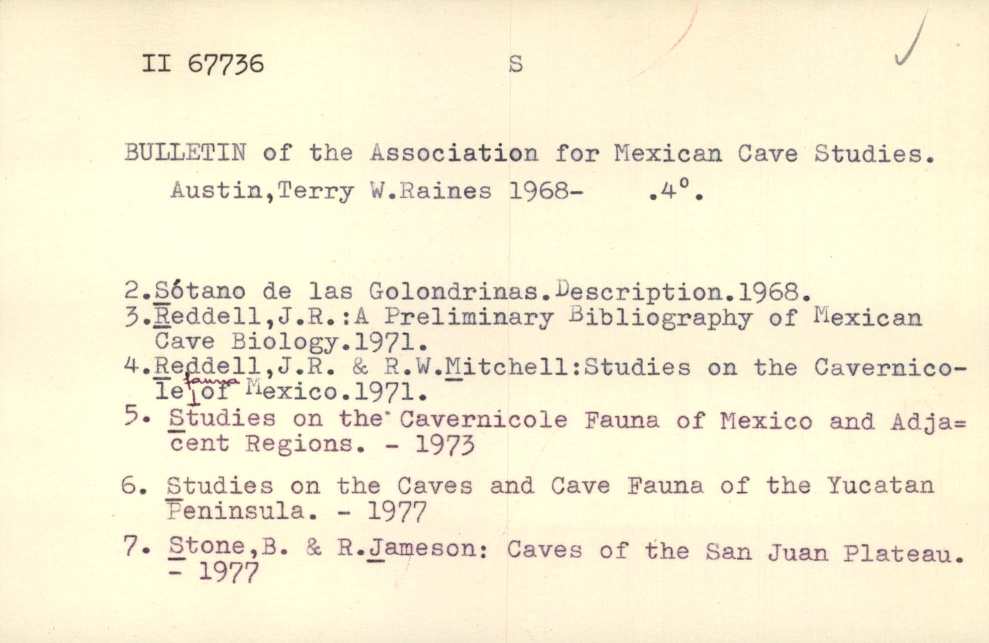 II 67736 S
BULLETIN of the Association for Mexican Cave Studies.
Austin,Terry W.Raines 1968- .4°.
2.Sótano de las Golondrinas.Description.1968.
3.Reddell,J.R.:A Preliminary Bibliography of Mexican
Cave Biology.1971.
4.Reddell,J.R. & R.W.Mitchell:Studies on the Cavernico-
le fauna of Mexico.1971.
5. Studies on the Cavernicole Fauna of Mexico and Adja=
cent Regions. - 1973
6. Studies on the Caves and Cave Fauna of the Yucatan
Peninsula. - 1977
7. Stone,B. & R.Jameson: Caves of the San Juan Plateau.
- 1977